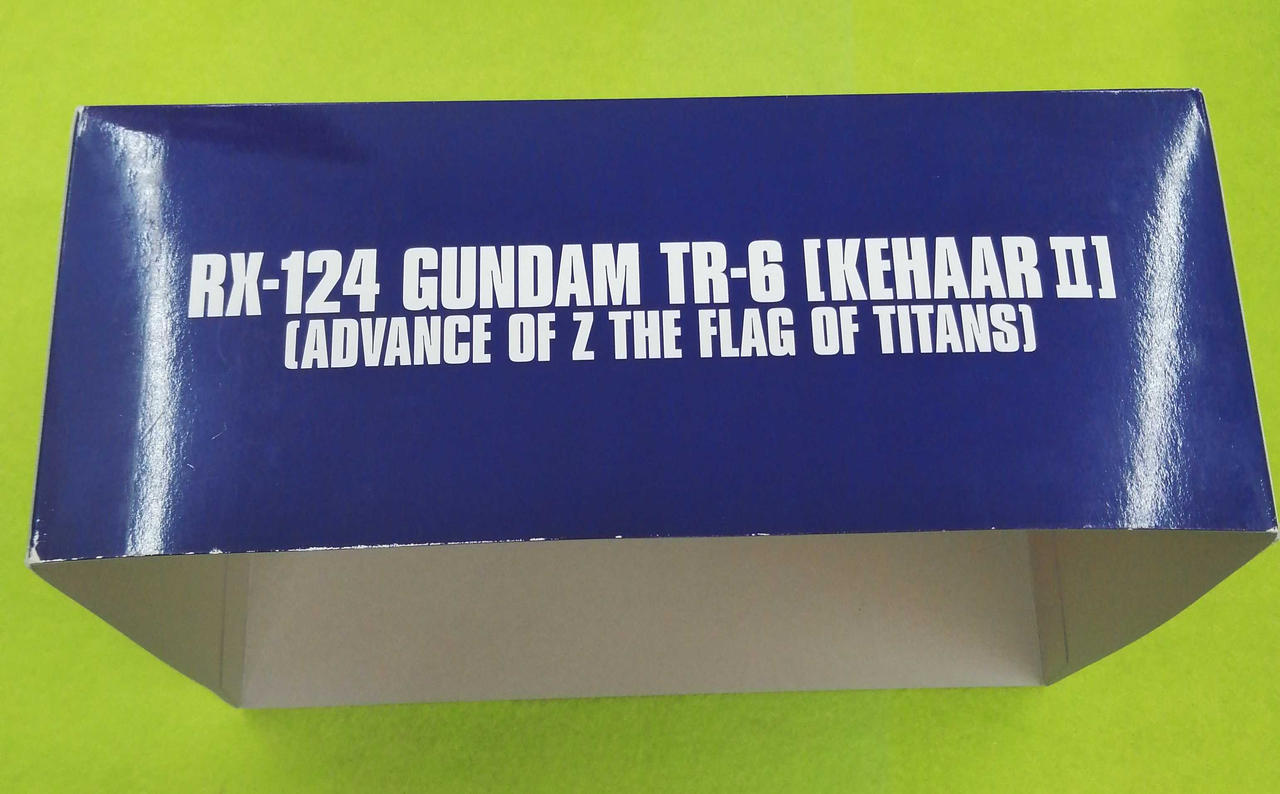 RX-124 GUNDAM TR-6 [KEHAAR II]
(ADVANCE OF Z THE FLAG OF TITANS)